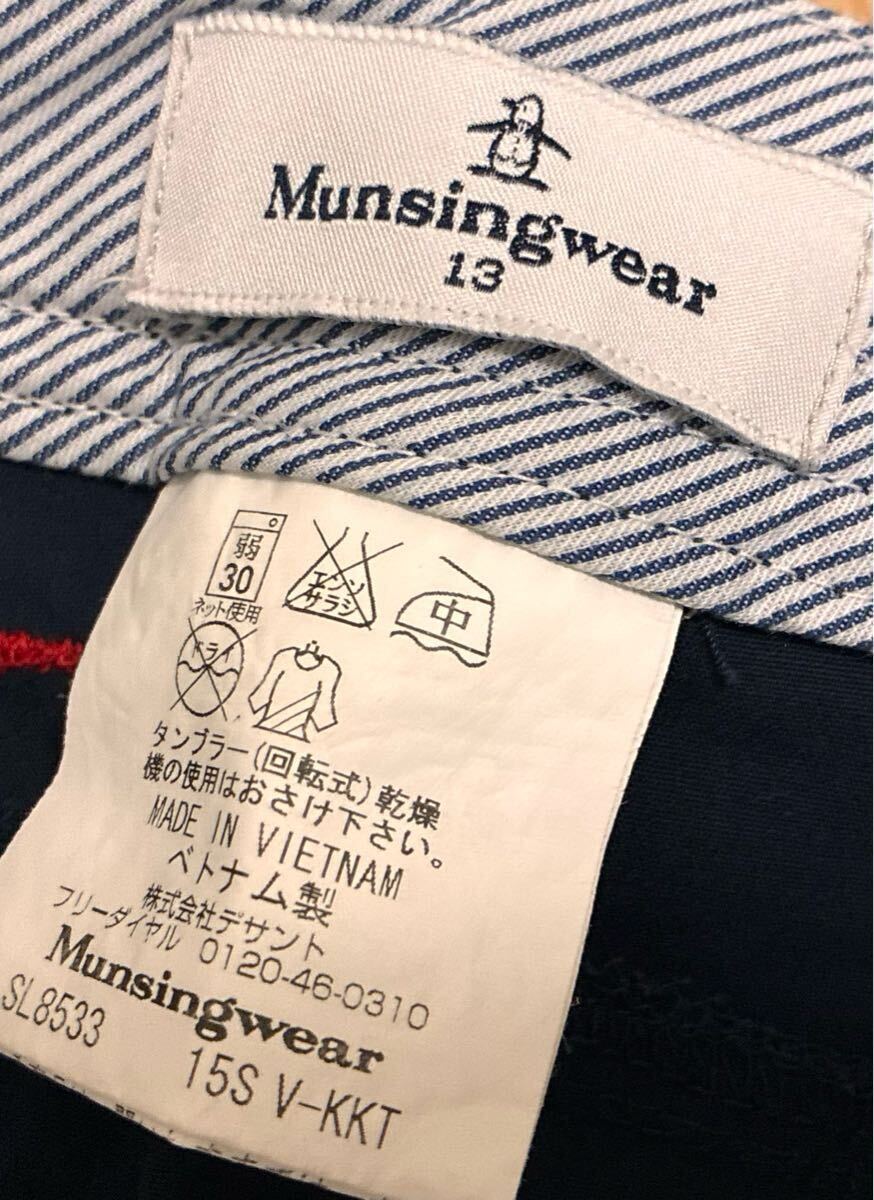 Munsingwear
13
弱
30
ネット使用
エンソ
サラシ
中
ドライ
タンブラー(回転式)乾燥
機の使用はおさけ下さい。
MADE IN VIETNAM
ベトナム製
株式会社デサント
フリーダイヤル 0120-46-0310
Munsingwear
SL8533 15S V-KKT